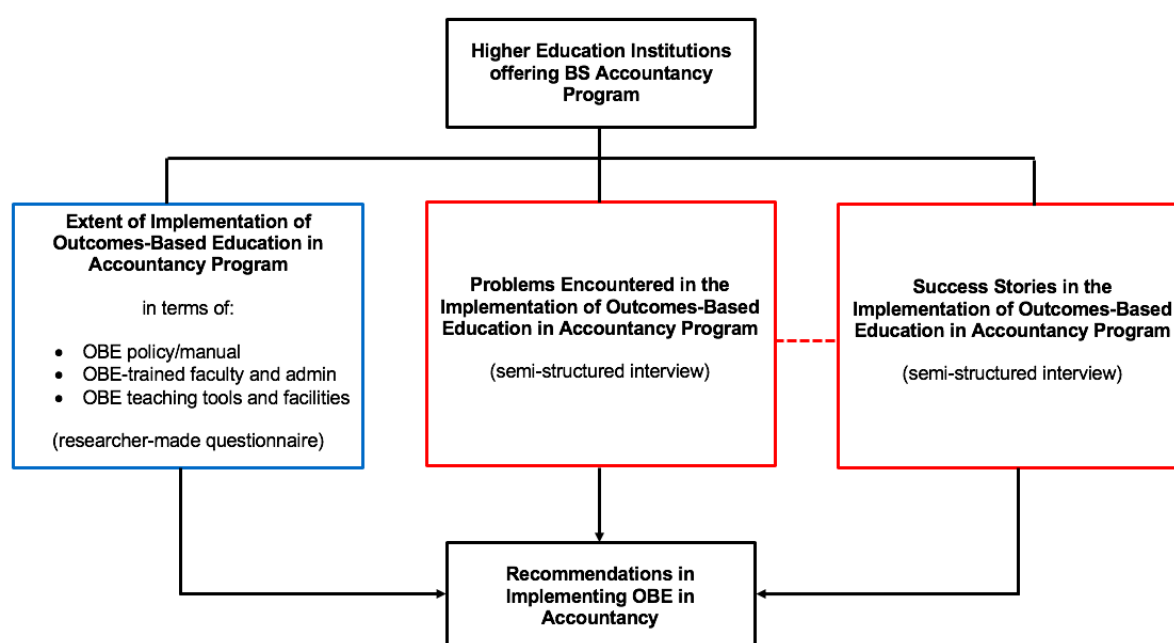 Higher Education Institutions
offering BS Accountancy
Program
Extent of Implementation of
Outcomes-Based Education in
Accountancy Program
in terms of:
• OBE policy/manual
• OBE-trained faculty and admin
• OBE teaching tools and facilities
(researcher-made questionnaire)
Problems Encountered in the
Implementation of Outcomes-Based
Education in Accountancy Program
(semi-structured interview)
Success Stories in the
Implementation of Outcomes-Based
Education in Accountancy Program
(semi-structured interview)
Recommendations in
Implementing OBE in
Accountancy